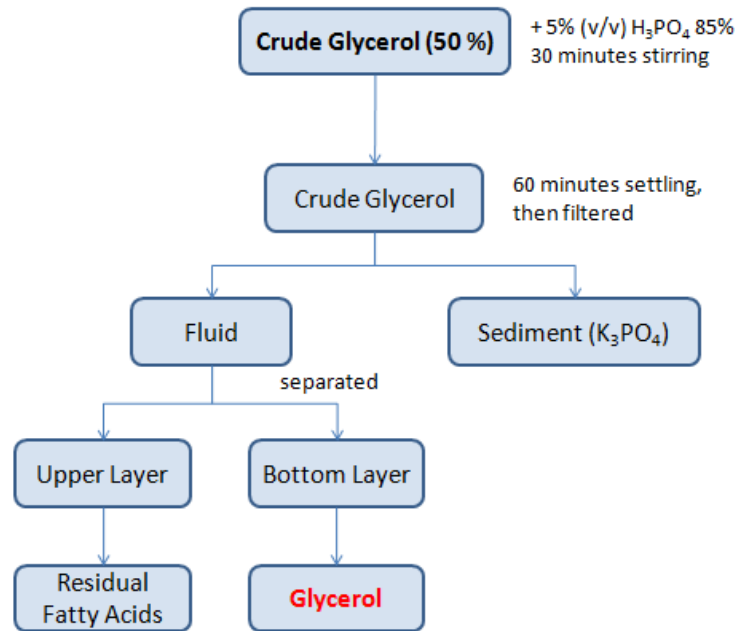 Crude Glycerol (50 %)
+ 5% (v/v) H₃PO₄ 85%
30 minutes stirring
Crude Glycerol
60 minutes settling,
then filtered
Fluid
Sediment (K₃PO₄)
separated
Upper Layer
Bottom Layer
Residual
Fatty Acids
Glycerol